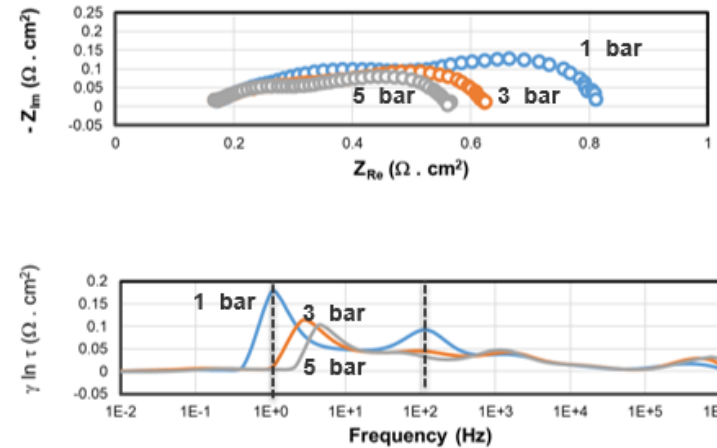 0.25
0.2
0.15
0.1
0.05
0
-0.05
- Z_Im (Ω . cm²)
1 bar
5 bar
3 bar
0 0.2 0.4 0.6 0.8 1
Z_Re (Ω . cm²)
0.2
0.15
0.1
0.05
0
-0.05
γ ln τ (Ω . cm²)
1 bar
3 bar
5 bar
1E-2 1E-1 1E+0 1E+1 1E+2 1E+3 1E+4 1E+5
Frequency (Hz)